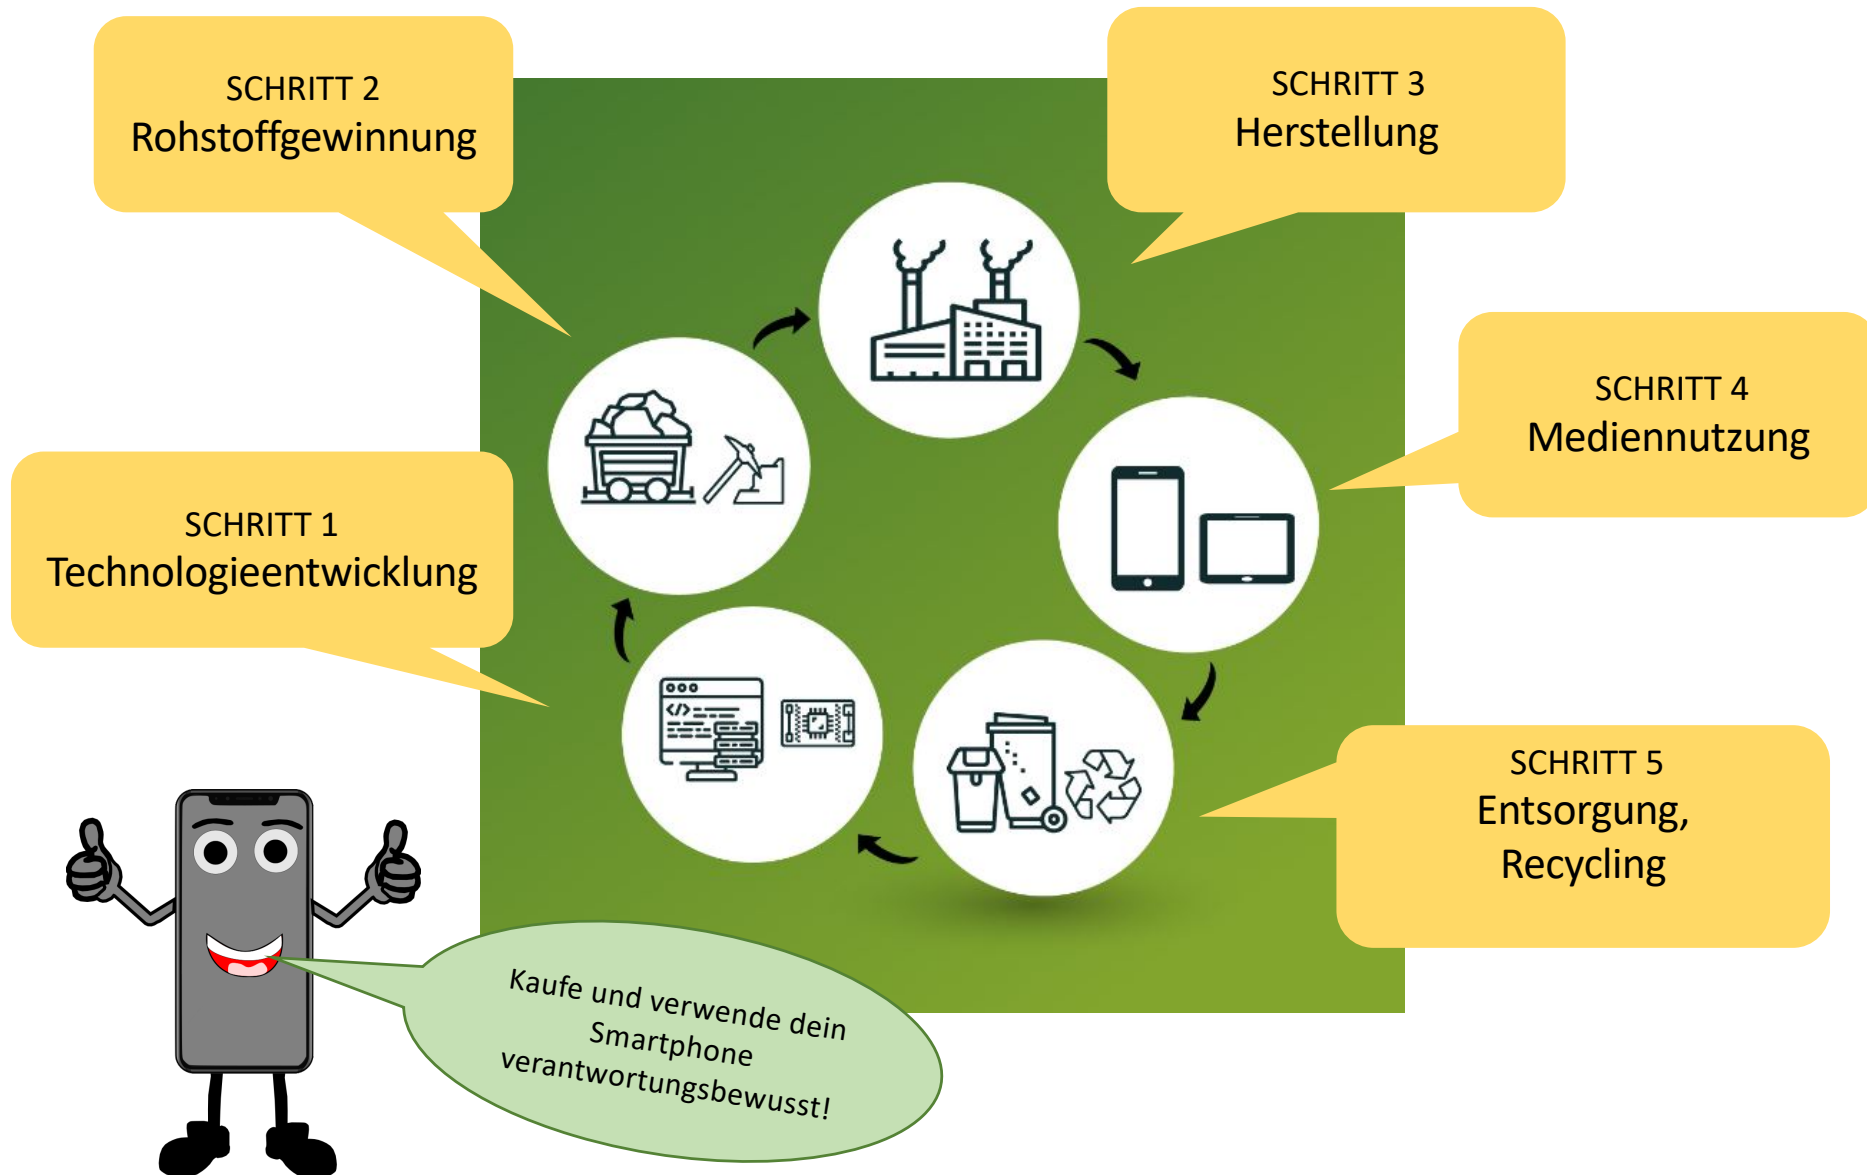 SCHRITT 2
Rohstoffgewinnung
SCHRITT 3
Herstellung
SCHRITT 4
Mediennutzung
SCHRITT 1
Technologieentwicklung
SCHRITT 5
Entsorgung,
Recycling
Kaufe und verwende dein
Smartphone
verantwortungsbewusst!